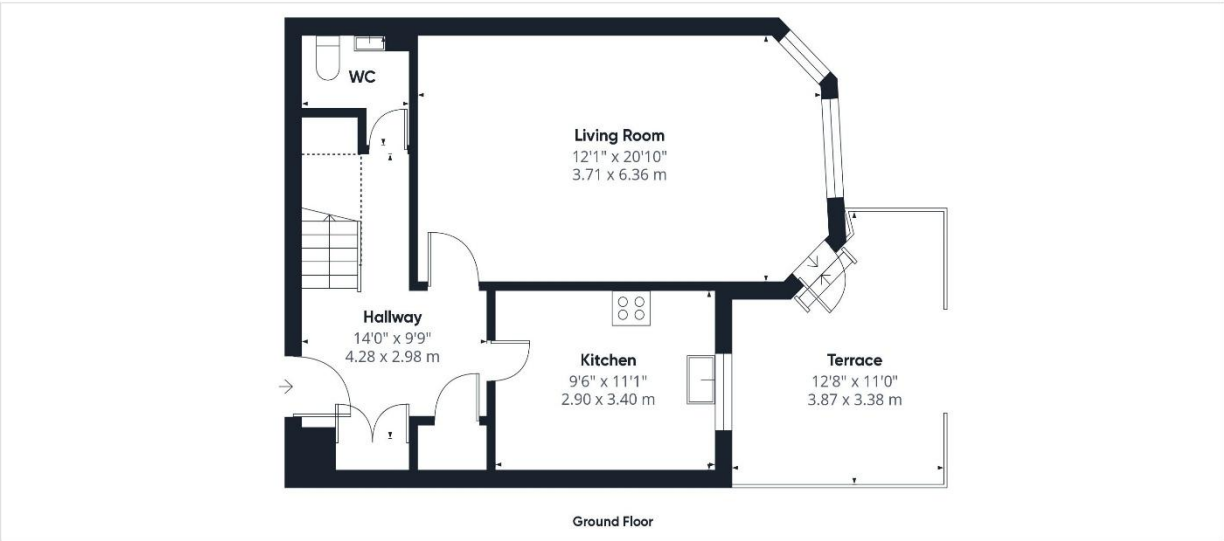 WC
Living Room
12'1" x 20'10"
3.71 x 6.36 m
Hallway
14'0" x 9'9"
4.28 x 2.98 m
Kitchen
9'6" x 11'1"
2.90 x 3.40 m
Terrace
12'8" x 11'0"
3.87 x 3.38 m
Ground Floor